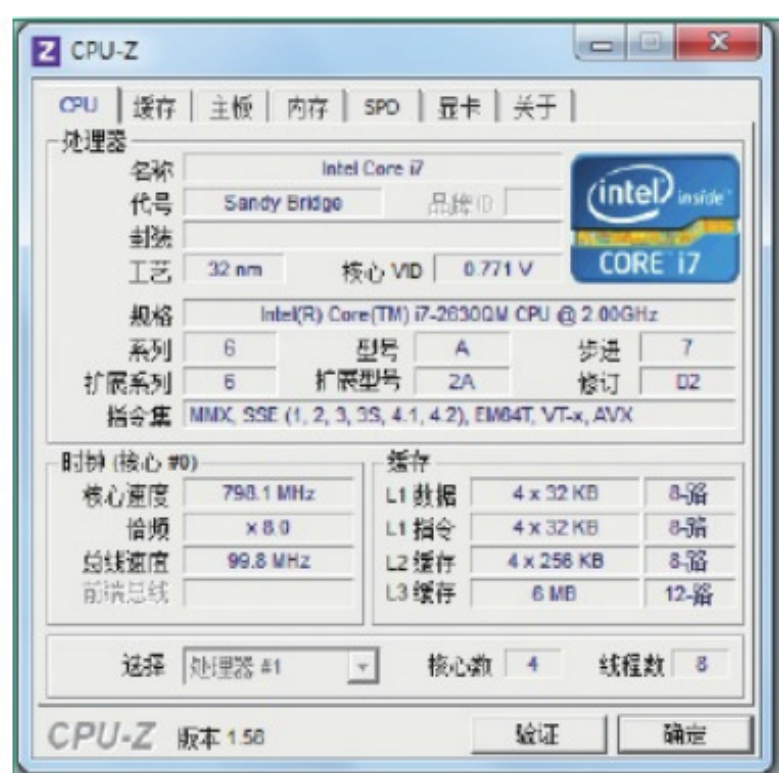 CPU-Z
CPU 缓存 主板 内存 SPD 显卡 关于
处理器
名称 Intel Core i7
代号 Sandy Bridge 品牌ID
封装
工艺 32 nm 核心 VID 0.771 V
intel inside™
CORE i7
规格 Intel(R) Core(TM) i7-2630QM CPU @ 2.00GHz
系列 6 型号 A 步进 7
扩展系列 6 扩展型号 2A 修订 D2
指令集 MMX, SSE (1, 2, 3, 3S, 4.1, 4.2), EM64T, VT-x, AVX
时钟 (核心 #0)
核心速度 798.1 MHz
倍频 x 8.0
总线速度 99.8 MHz
前端总线
缓存
L1 数据 4 x 32 KB 8-路
L1 指令 4 x 32 KB 8-路
L2 缓存 4 x 256 KB 8-路
L3 缓存 6 MB 12-路
选择 处理器 #1 核心数 4 线程数 8
CPU-Z 版本 1.58 验证 确定